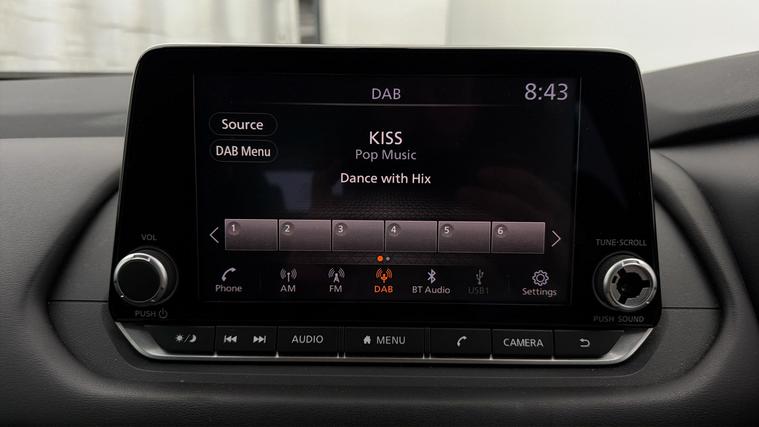 DAB 8:43
Source
DAB Menu
KISS
Pop Music
Dance with Hix
1 2 3 4 5 6
Phone AM FM DAB BT Audio USB1 Settings
VOL
PUSH
TUNE·SCROLL
PUSH SOUND
AUDIO MENU CAMERA